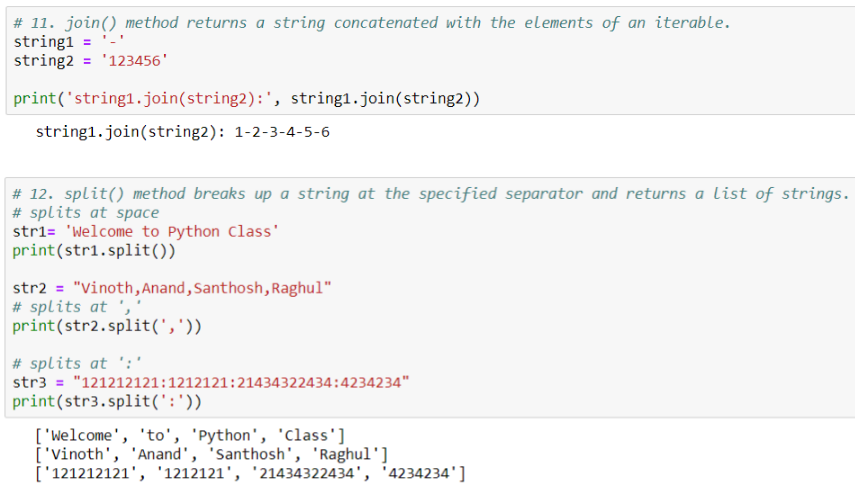 # 11. join() method returns a string concatenated with the elements of an iterable.
string1 = '-'
string2 = '123456'
print('string1.join(string2):', string1.join(string2))
string1.join(string2): 1-2-3-4-5-6
# 12. split() method breaks up a string at the specified separator and returns a list of strings.
# splits at space
str1= 'Welcome to Python Class'
print(str1.split())
str2 = "Vinoth,Anand,Santhosh,Raghul"
# splits at ','
print(str2.split(','))
# splits at ':'
str3 = "121212121:1212121:21434322434:4234234"
print(str3.split(':'))
['Welcome', 'to', 'Python', 'Class']
['Vinoth', 'Anand', 'Santhosh', 'Raghul']
['121212121', '1212121', '21434322434', '4234234']